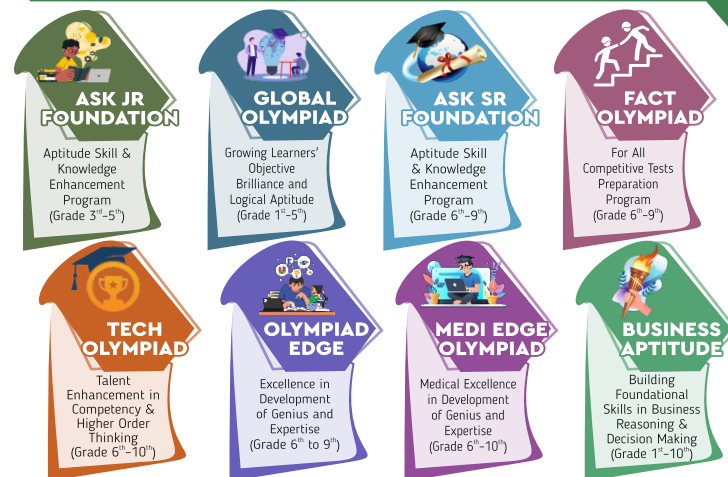 ASK JR
FOUNDATION
Aptitude Skill &
Knowledge
Enhancement
Program
(Grade 3rd–5th)
GLOBAL
OLYMPIAD
Growing Learners'
Objective
Brilliance and
Logical Aptitude
(Grade 1st–5th)
ASK SR
FOUNDATION
Aptitude Skill
& Knowledge
Enhancement
Program
(Grade 6th–9th)
FACT
OLYMPIAD
For All
Competitive Tests
Preparation
Program
(Grade 6th–9th)
TECH
OLYMPIAD
Talent
Enhancement in
Competency &
Higher Order
Thinking
(Grade 6th–10th)
OLYMPIAD
EDGE
Excellence in
Development
of Genius and
Expertise
(Grade 6th to 9th)
MEDI EDGE
OLYMPIAD
Medical Excellence
in Development
of Genius and
Expertise
(Grade 6th–10th)
BUSINESS
APTITUDE
Building
Foundational
Skills in Business
Reasoning &
Decision Making
(Grade 1st–10th)